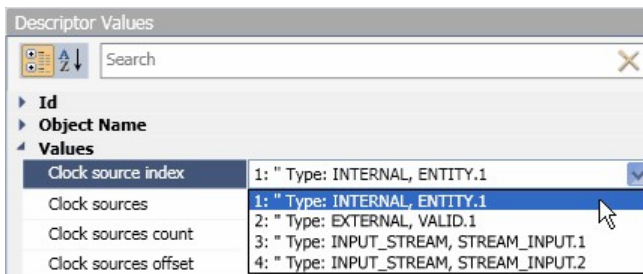 Descriptor Values
A Z Search
Id
Object Name
Values
Clock source index 1: " Type: INTERNAL, ENTITY.1
Clock sources 1: " Type: INTERNAL, ENTITY.1
2: " Type: EXTERNAL, VALID.1
Clock sources count 3: " Type: INPUT_STREAM, STREAM_INPUT.1
Clock sources offset 4: " Type: INPUT_STREAM, STREAM_INPUT.2